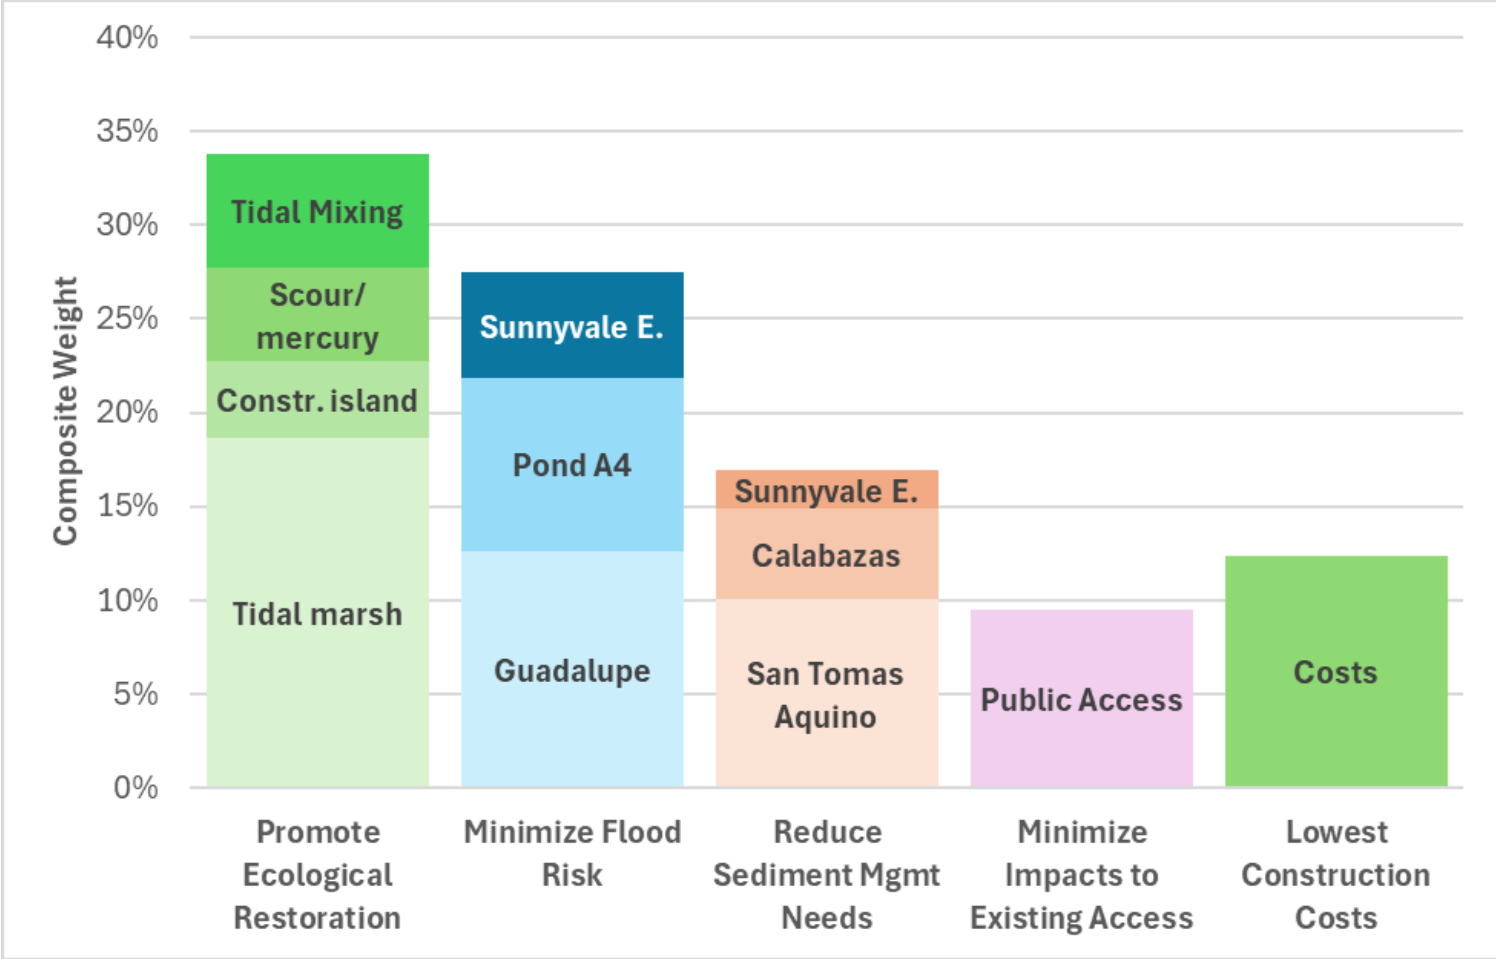 40%
35%
30%
25%
20%
15%
10%
5%
0%
Composite Weight
Tidal Mixing
Scour/
mercury
Constr. island
Tidal marsh
Sunnyvale E.
Pond A4
Guadalupe
Sunnyvale E.
Calabazas
San Tomas
Aquino
Public Access
Costs
Promote
Ecological
Restoration
Minimize Flood
Risk
Reduce
Sediment Mgmt
Needs
Minimize
Impacts to
Existing Access
Lowest
Construction
Costs